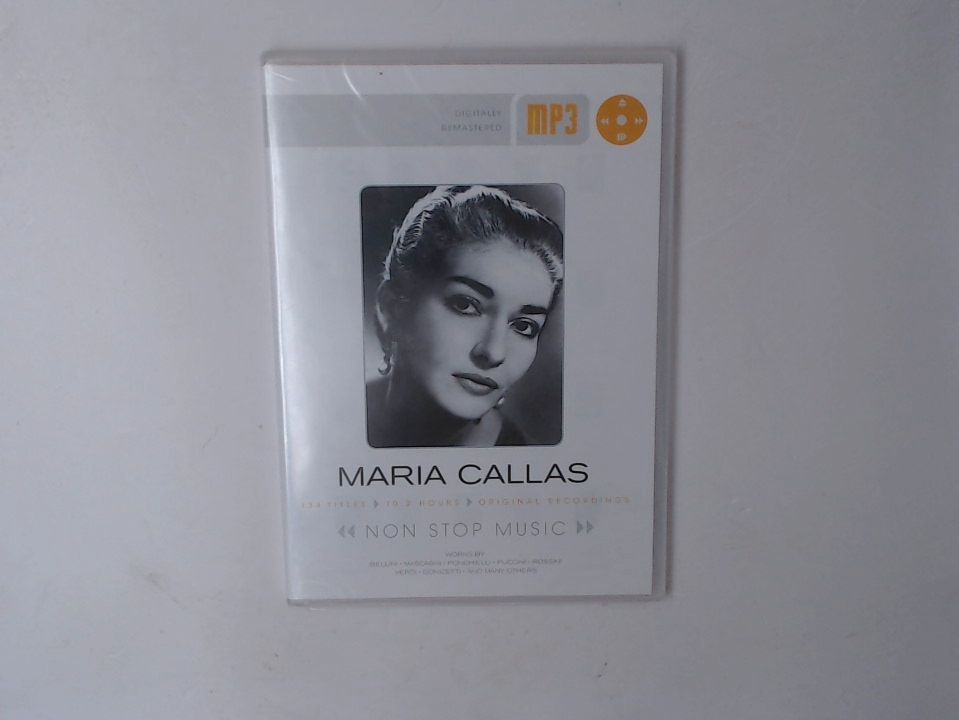 DIGITALLY
REMASTERED
MP3
MARIA CALLAS
134 TITLES 10.2 HOURS ORIGINAL RECORDINGS
NON STOP MUSIC
WORKS BY
BELLINI • MASCAGNI • PONCHIELLI • PUCCINI • ROSSINI
VERDI • DONIZETTI • AND MANY OTHERS